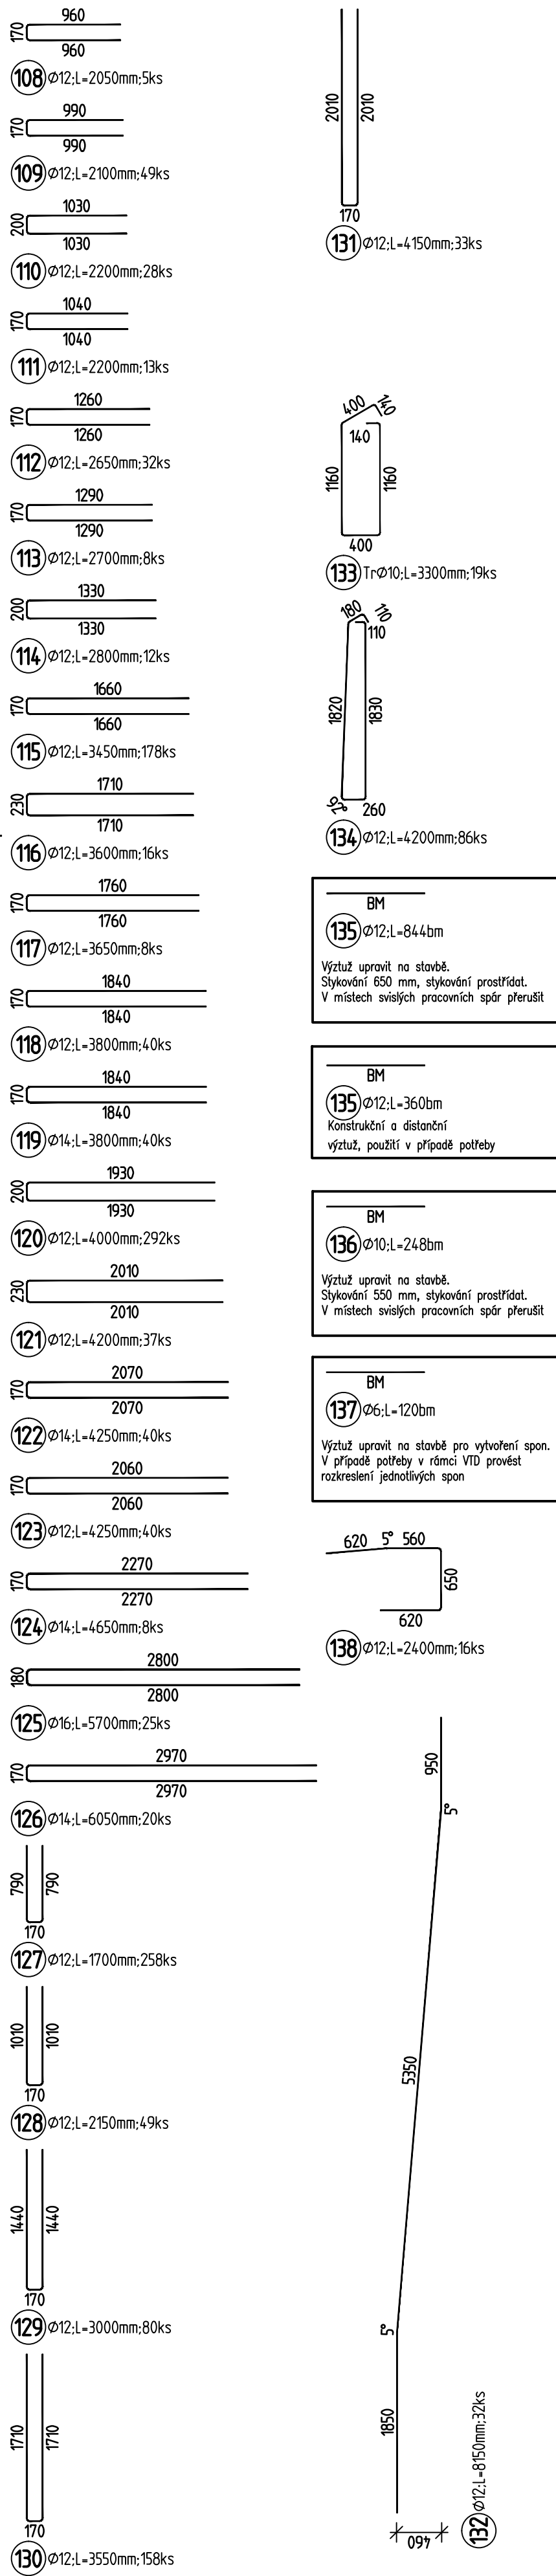 960
170
960
108 Ø12;L=2050mm;5ks
990
170
990
109 Ø12;L=2100mm;49ks
1030
200
1030
110 Ø12;L=2200mm;28ks
1040
170
1040
111 Ø12;L=2200mm;13ks
1260
170
1260
112 Ø12;L=2650mm;32ks
1290
170
1290
113 Ø12;L=2700mm;8ks
1330
200
1330
114 Ø12;L=2800mm;12ks
1660
170
1660
115 Ø12;L=3450mm;178ks
1710
230
1710
116 Ø12;L=3600mm;16ks
1760
170
1760
117 Ø12;L=3650mm;8ks
1840
170
1840
118 Ø12;L=3800mm;40ks
1840
170
1840
119 Ø14;L=3800mm;40ks
1930
200
1930
120 Ø12;L=4000mm;292ks
2010
230
2010
121 Ø12;L=4200mm;37ks
2070
170
2070
122 Ø14;L=4250mm;40ks
2060
170
2060
123 Ø12;L=4250mm;40ks
2270
170
2270
124 Ø14;L=4650mm;8ks
2800
180
2800
125 Ø16;L=5700mm;25ks
2970
170
2970
126 Ø14;L=6050mm;20ks
790 790
170
127 Ø12;L=1700mm;258ks
1010 1010
170
128 Ø12;L=2150mm;49ks
1440 1440
170
129 Ø12;L=3000mm;80ks
1710 1710
170
130 Ø12;L=3550mm;158ks
2010 2010
170
131 Ø12;L=4150mm;33ks
400 140
140
1160 1160
400
133 TrØ10;L=3300mm;19ks
180 110
110
1820 1830
92° 260
134 Ø12;L=4200mm;86ks
BM
135 Ø12;L=844bm
Výztuž upravit na stavbě.
Stykování 650 mm, stykování prostřídat.
V místech svislých pracovních spár přerušit
BM
135 Ø12;L=360bm
Konstrukční a distanční
výztuž, použití v případě potřeby
BM
136 Ø10;L=248bm
Výztuž upravit na stavbě.
Stykování 550 mm, stykování prostřídat.
V místech svislých pracovních spár přerušit
BM
137 Ø6;L=120bm
Výztuž upravit na stavbě pro vytvoření spon.
V případě potřeby v rámci VTD provést
rozkreslení jednotlivých spon
620 5° 560
650
620
138 Ø12;L=2400mm;16ks
950
5°
5350
5°
1850
460
132 Ø12;L=8150mm;32ks